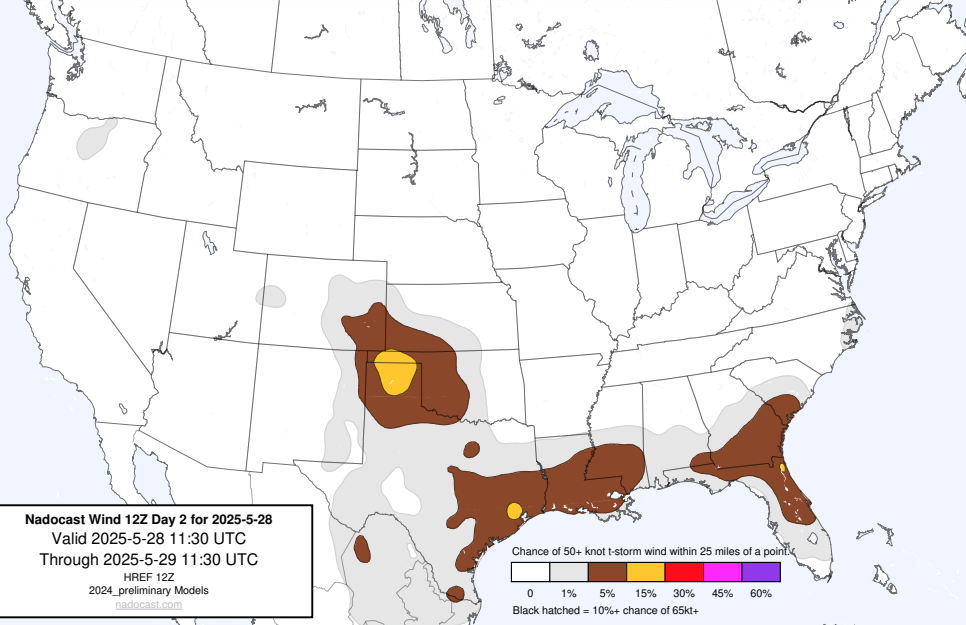 Nadocast Wind 12Z Day 2 for 2025-5-28
Valid 2025-5-28 11:30 UTC
Through 2025-5-29 11:30 UTC
HREF 12Z
2024_preliminary Models
nadocast.com
Chance of 50+ knot t-storm wind within 25 miles of a point.
0 1% 5% 15% 30% 45% 60%
Black hatched = 10%+ chance of 65kt+